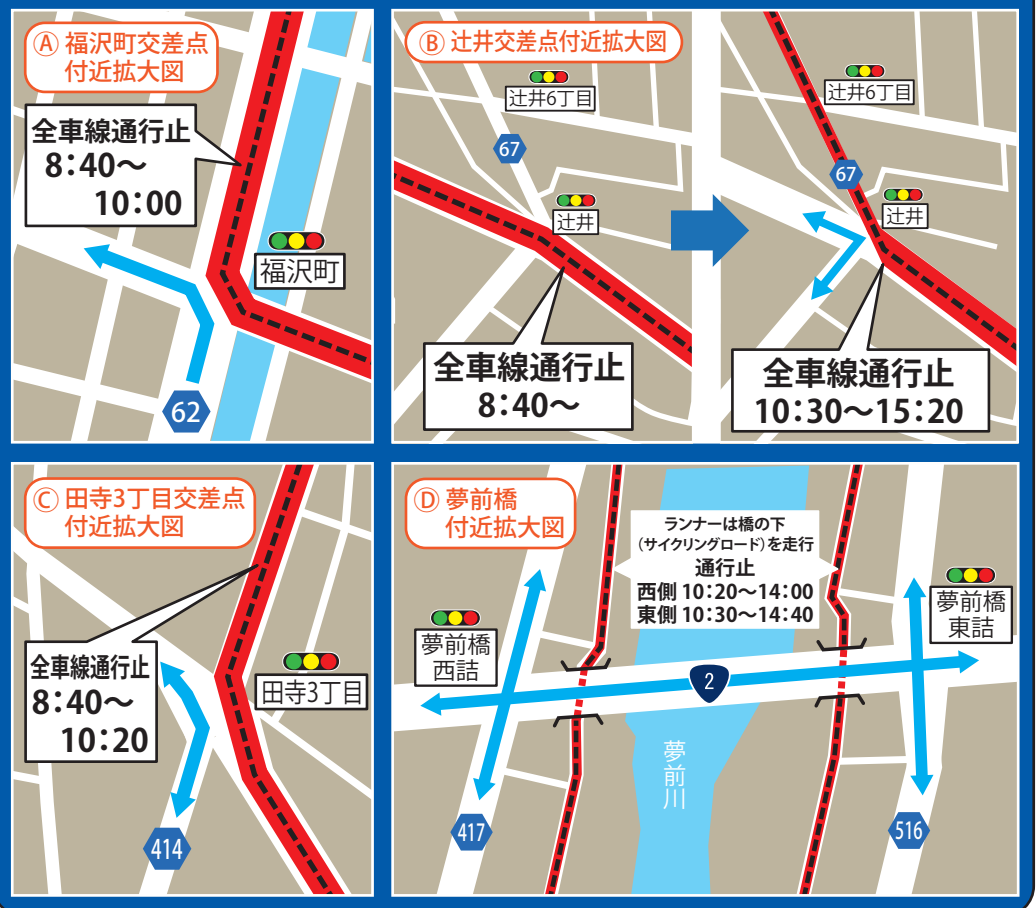 Ⓐ 福沢町交差点
付近拡大図
全車線通行止
8:40〜
10:00
福沢町
62
Ⓑ 辻井交差点付近拡大図
辻井6丁目
67
辻井
全車線通行止
8:40〜
辻井6丁目
67
辻井
全車線通行止
10:30〜15:20
Ⓒ 田寺3丁目交差点
付近拡大図
全車線通行止
8:40〜
10:20
田寺3丁目
414
Ⓓ 夢前橋
付近拡大図
ランナーは橋の下
(サイクリングロード)を走行
通行止
西側 10:20〜14:00
東側 10:30〜14:40
夢前橋
西詰
夢前橋
東詰
2
夢前川
417
516